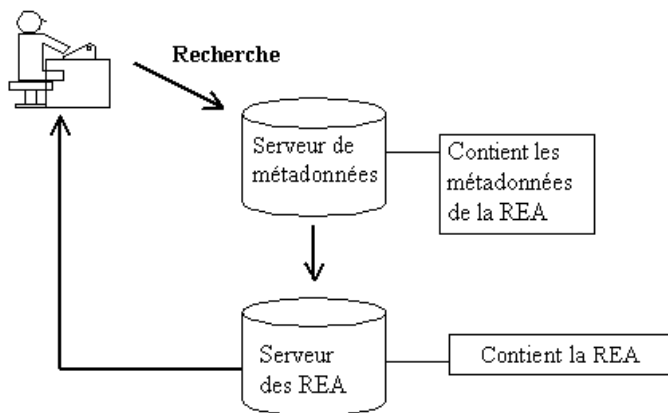 Recherche
Serveur de
métadonnées
Contient les
métadonnées
de la REA
Serveur
des REA
Contient la REA